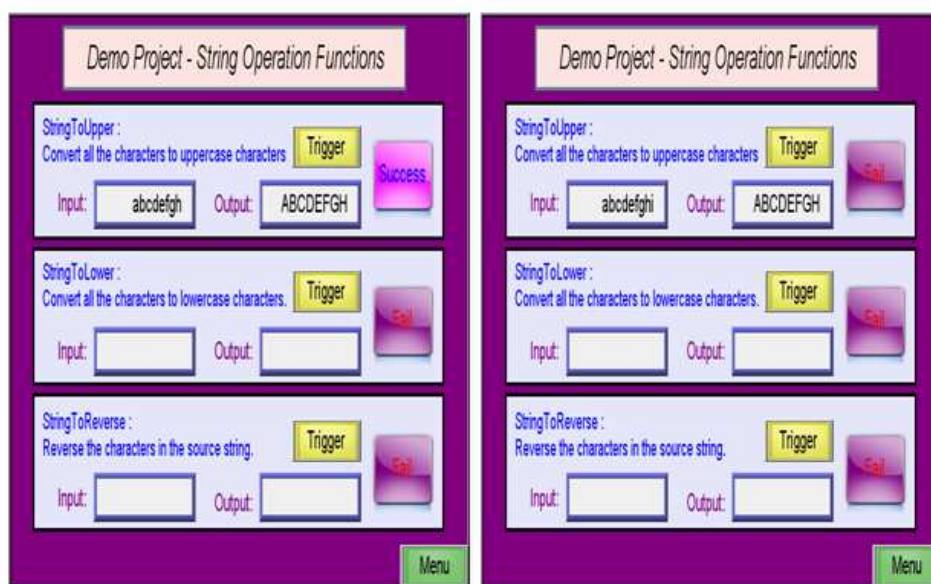 Demo Project - String Operation Functions
StringToUpper :
Convert all the characters to uppercase characters
Trigger
Success.
Input:
abcdefgh
Output:
ABCDEFGH
StringToLower :
Convert all the characters to lowercase characters.
Trigger
Fail
Input:
Output:
StringToReverse :
Reverse the characters in the source string.
Trigger
Fail
Input:
Output:
Menu
Demo Project - String Operation Functions
StringToUpper :
Convert all the characters to uppercase characters
Trigger
Fail
Input:
abcdefghi
Output:
ABCDEFGH
StringToLower :
Convert all the characters to lowercase characters.
Trigger
Fail
Input:
Output:
StringToReverse :
Reverse the characters in the source string.
Trigger
Fail
Input:
Output:
Menu